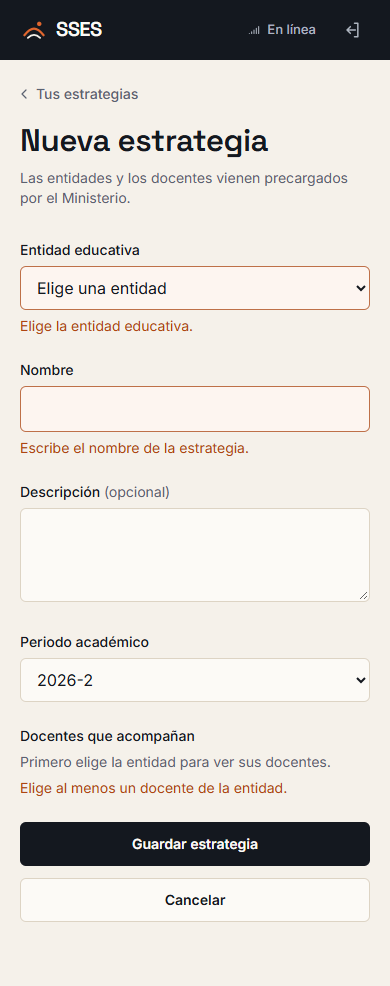 SSES
En línea
Tus estrategias
Nueva estrategia
Las entidades y los docentes vienen precargados
por el Ministerio.
Entidad educativa
Elige una entidad
Elige la entidad educativa.
Nombre
Escribe el nombre de la estrategia.
Descripción (opcional)
Periodo académico
2026-2
Docentes que acompañan
Primero elige la entidad para ver sus docentes.
Elige al menos un docente de la entidad.
Guardar estrategia
Cancelar